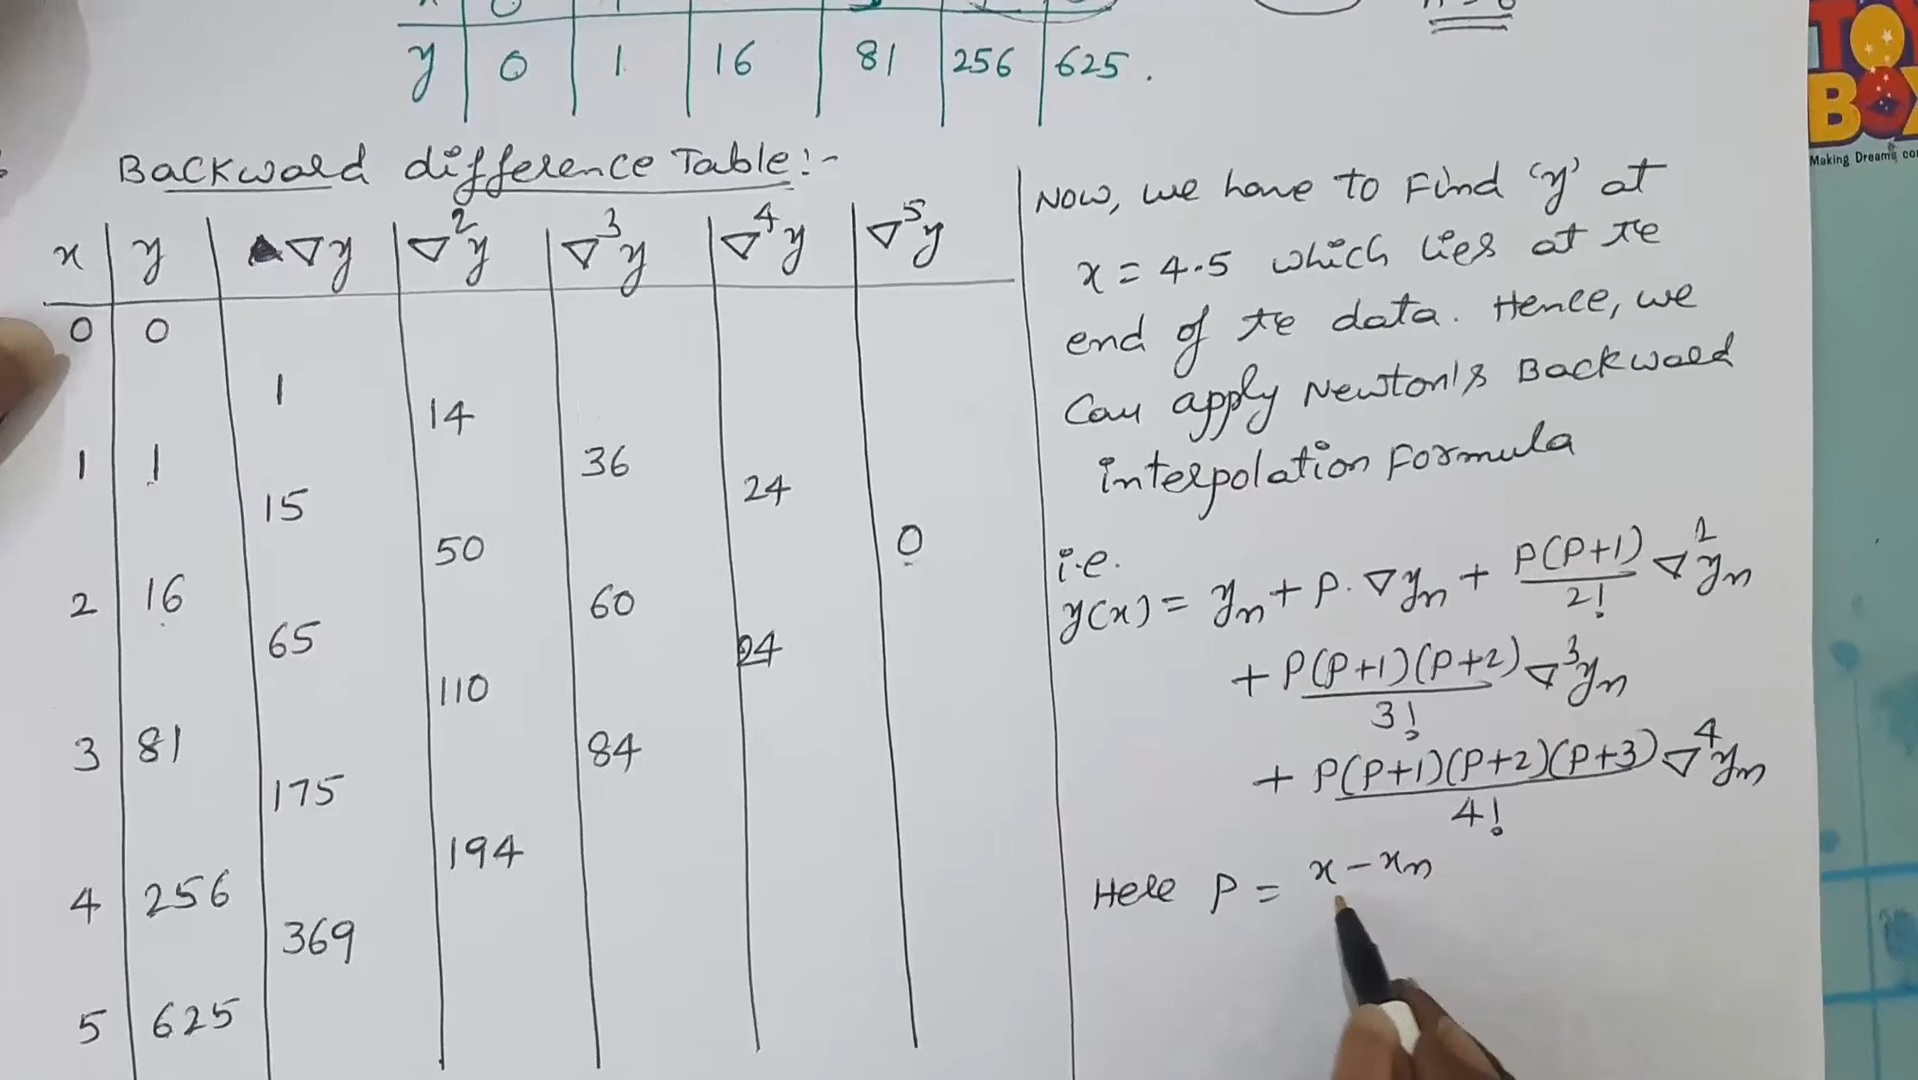 y 0 1 16 81 256 625 .
Backward difference Table:-
x y ∇y ∇²y ∇³y ∇⁴y ∇⁵y
0 0
1
14
1 1 36
15 24
50 0
2 16 60
65 24
110
3 81 84
175
194
4 256
369
5 625
Now, we have to Find 'y' at
x = 4.5 which lies at the
end of the data. Hence, we
Can apply Newton's Backward
interpolation Formula
i.e.
y(x) = yn + P. ∇yn + P(P+1)/2! ∇²yn
+ P(P+1)(P+2)/3! ∇³yn
+ P(P+1)(P+2)(P+3)/4! ∇⁴yn
Here P = x - xn
TOY
BOX
Making Dreams